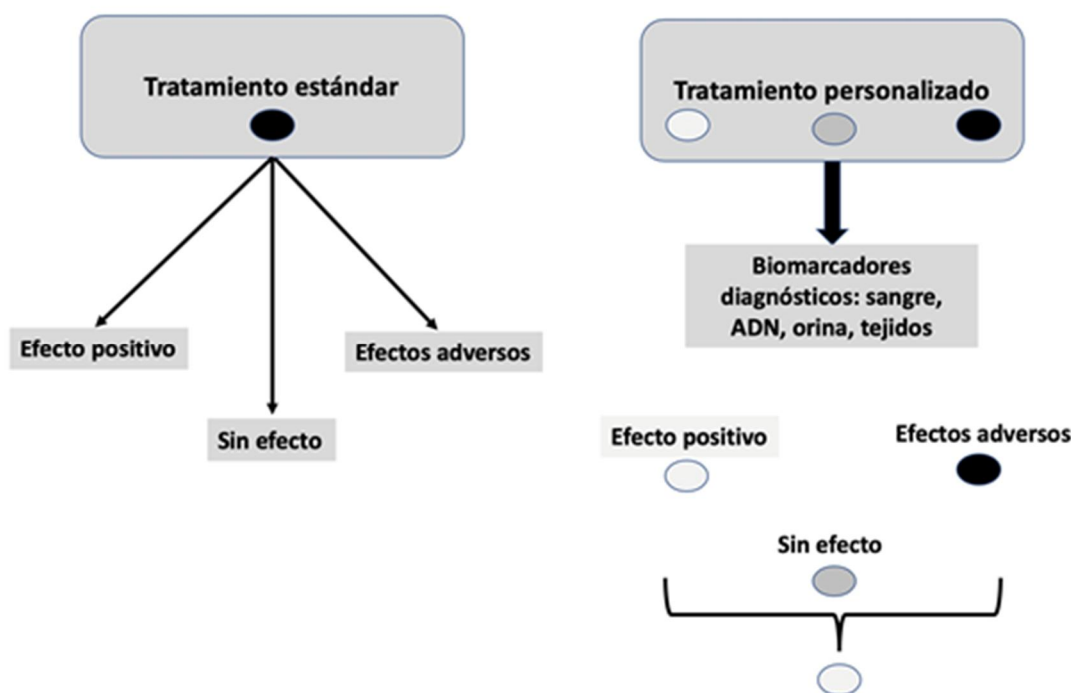 Tratamiento estándar
Efecto positivo
Efectos adversos
Sin efecto
Tratamiento personalizado
Biomarcadores
diagnósticos: sangre,
ADN, orina, tejidos
Efecto positivo
Efectos adversos
Sin efecto